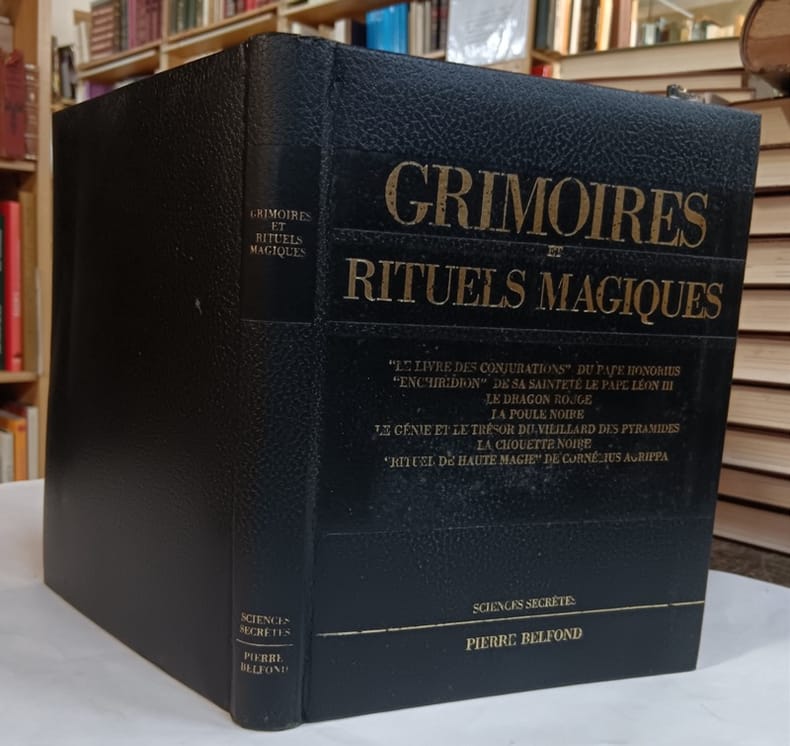 GRIMOIRES
ET
RITUELS
MAGIQUES
SCIENCES
SECRÈTES
PIERRE
BELFOND
GRIMOIRES
ET
RITUELS MAGIQUES
"LE LIVRE DES CONJURATIONS" DU PAPE HONORIUS
"ENCHIRIDION" DE SA SAINTETÉ LE PAPE LÉON III
LE DRAGON ROUGE
LA POULE NOIRE
LE GÉNIE ET LE TRÉSOR DU VIEILLARD DES PYRAMIDES
LA CHOUETTE NOIRE
"RITUEL DE HAUTE MAGIE" DE CORNÉLIUS AGRIPPA
SCIENCES SECRÈTES
PIERRE BELFOND